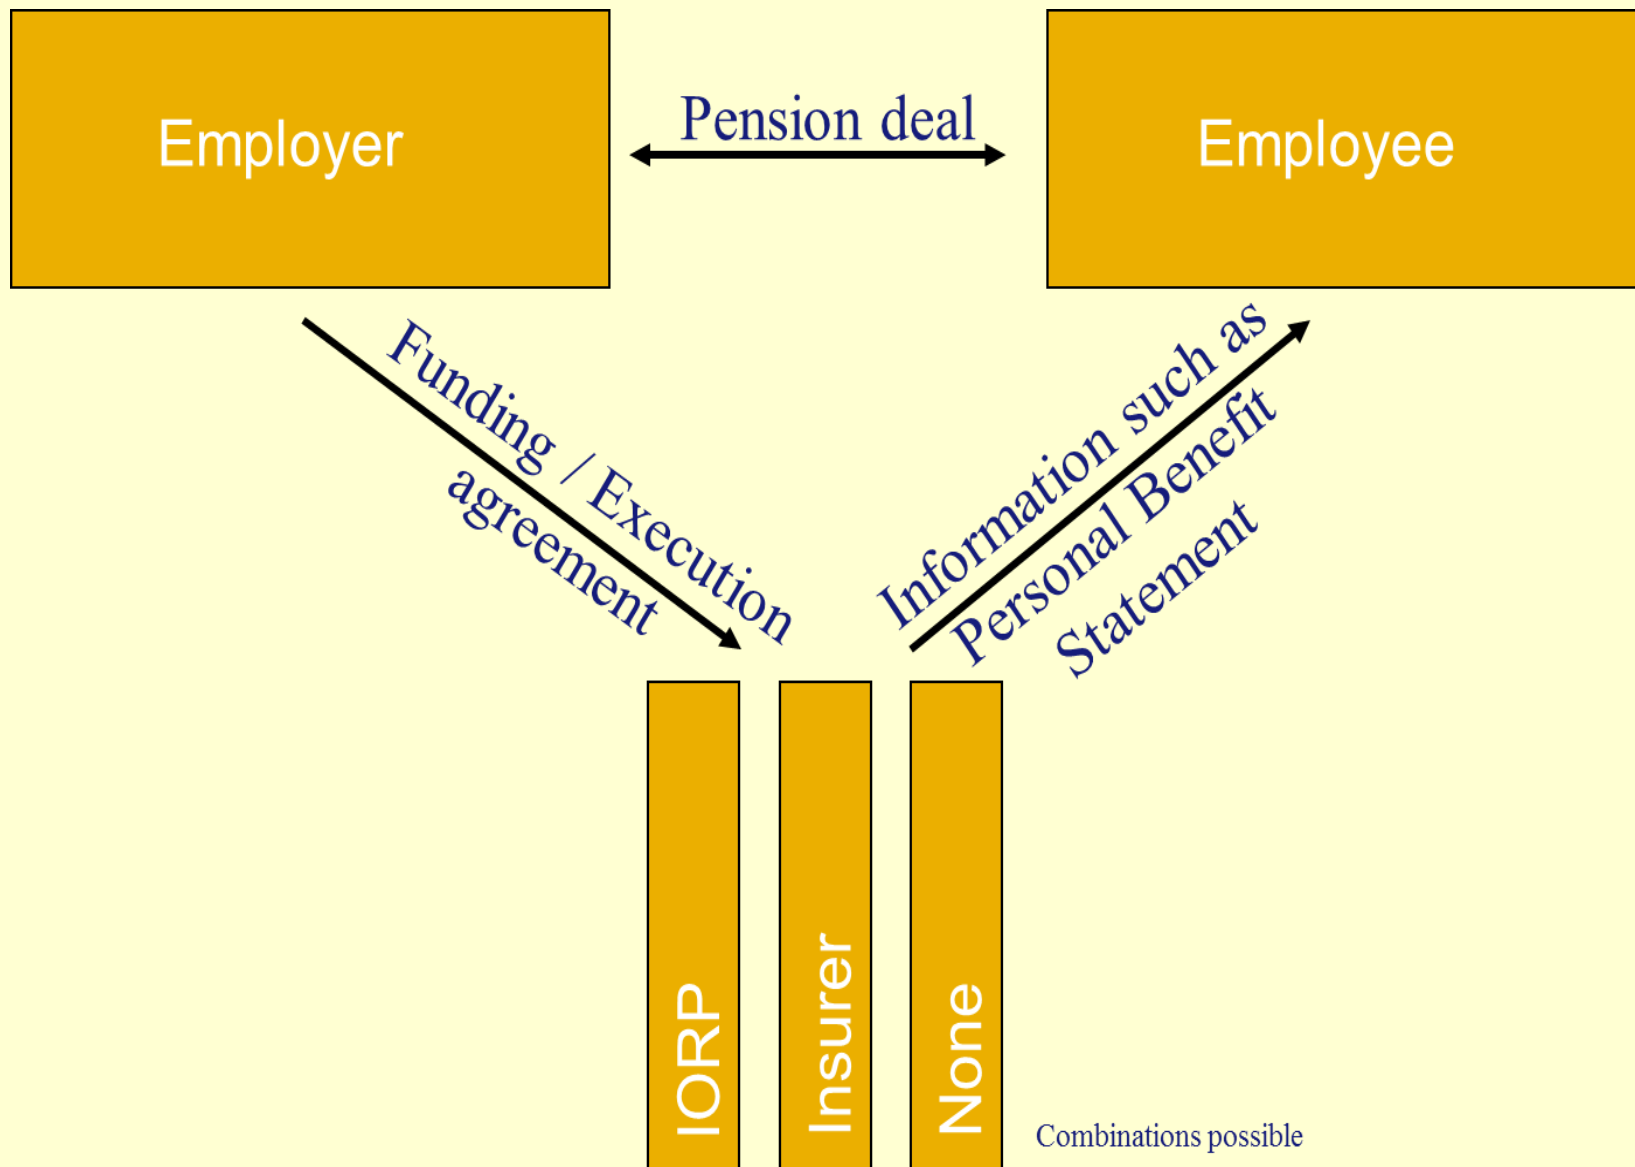 Employer
Pension deal
Employee
Funding / Execution
agreement
Information such as
Personal Benefit
Statement
IORP
Insurer
None
Combinations possible